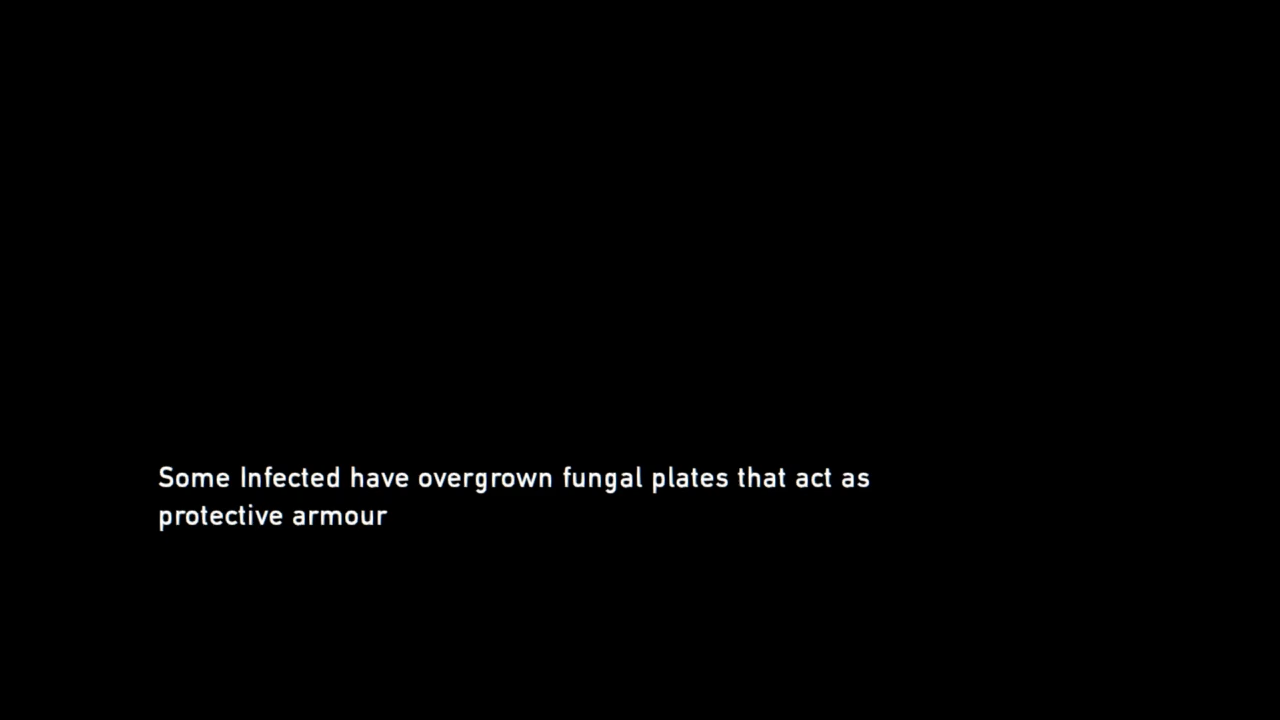 Some Infected have overgrown fungal plates that act as
protective armour